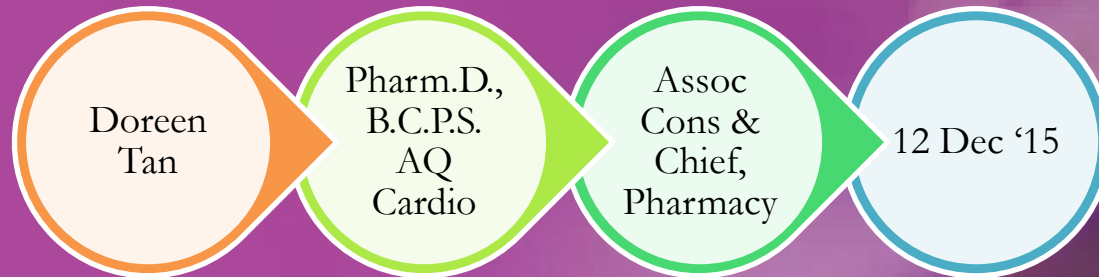 Doreen
Tan
Pharm.D.,
B.C.P.S.
AQ
Cardio
Assoc
Cons &
Chief,
Pharmacy
12 Dec ‘15